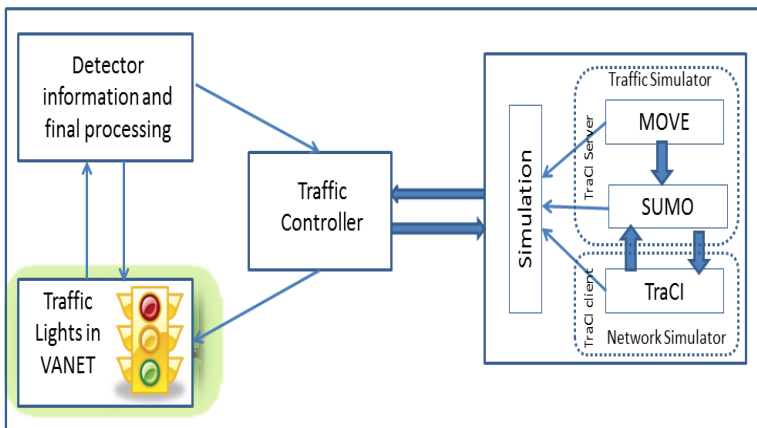 Detector
information and
final processing
Traffic
Lights in
VANET
Traffic
Controller
Simulation
Traffic Simulator
TraCI Server
MOVE
SUMO
TraCI client
TraCI
Network Simulator